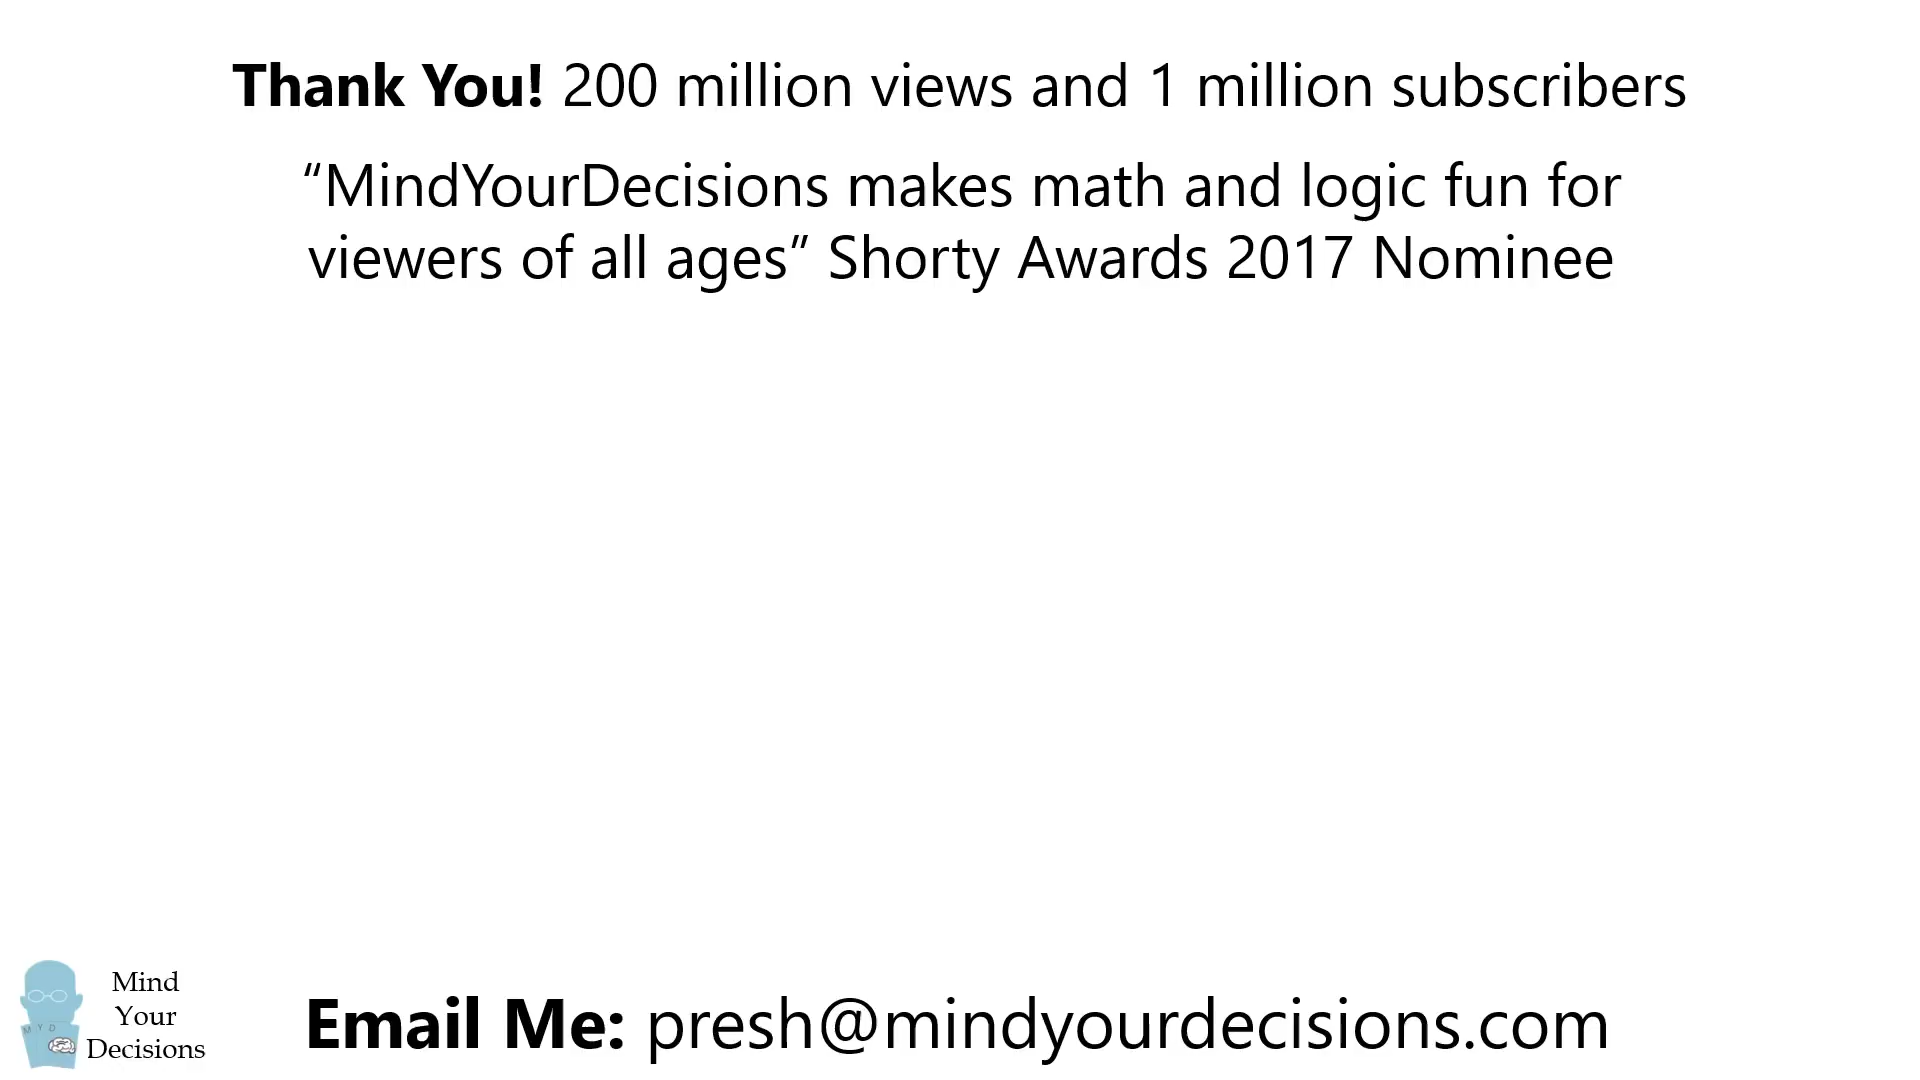 Thank You! 200 million views and 1 million subscribers
“MindYourDecisions makes math and logic fun for
viewers of all ages” Shorty Awards 2017 Nominee
Mind
Your
Decisions
M Y D
Email Me: presh@mindyourdecisions.com